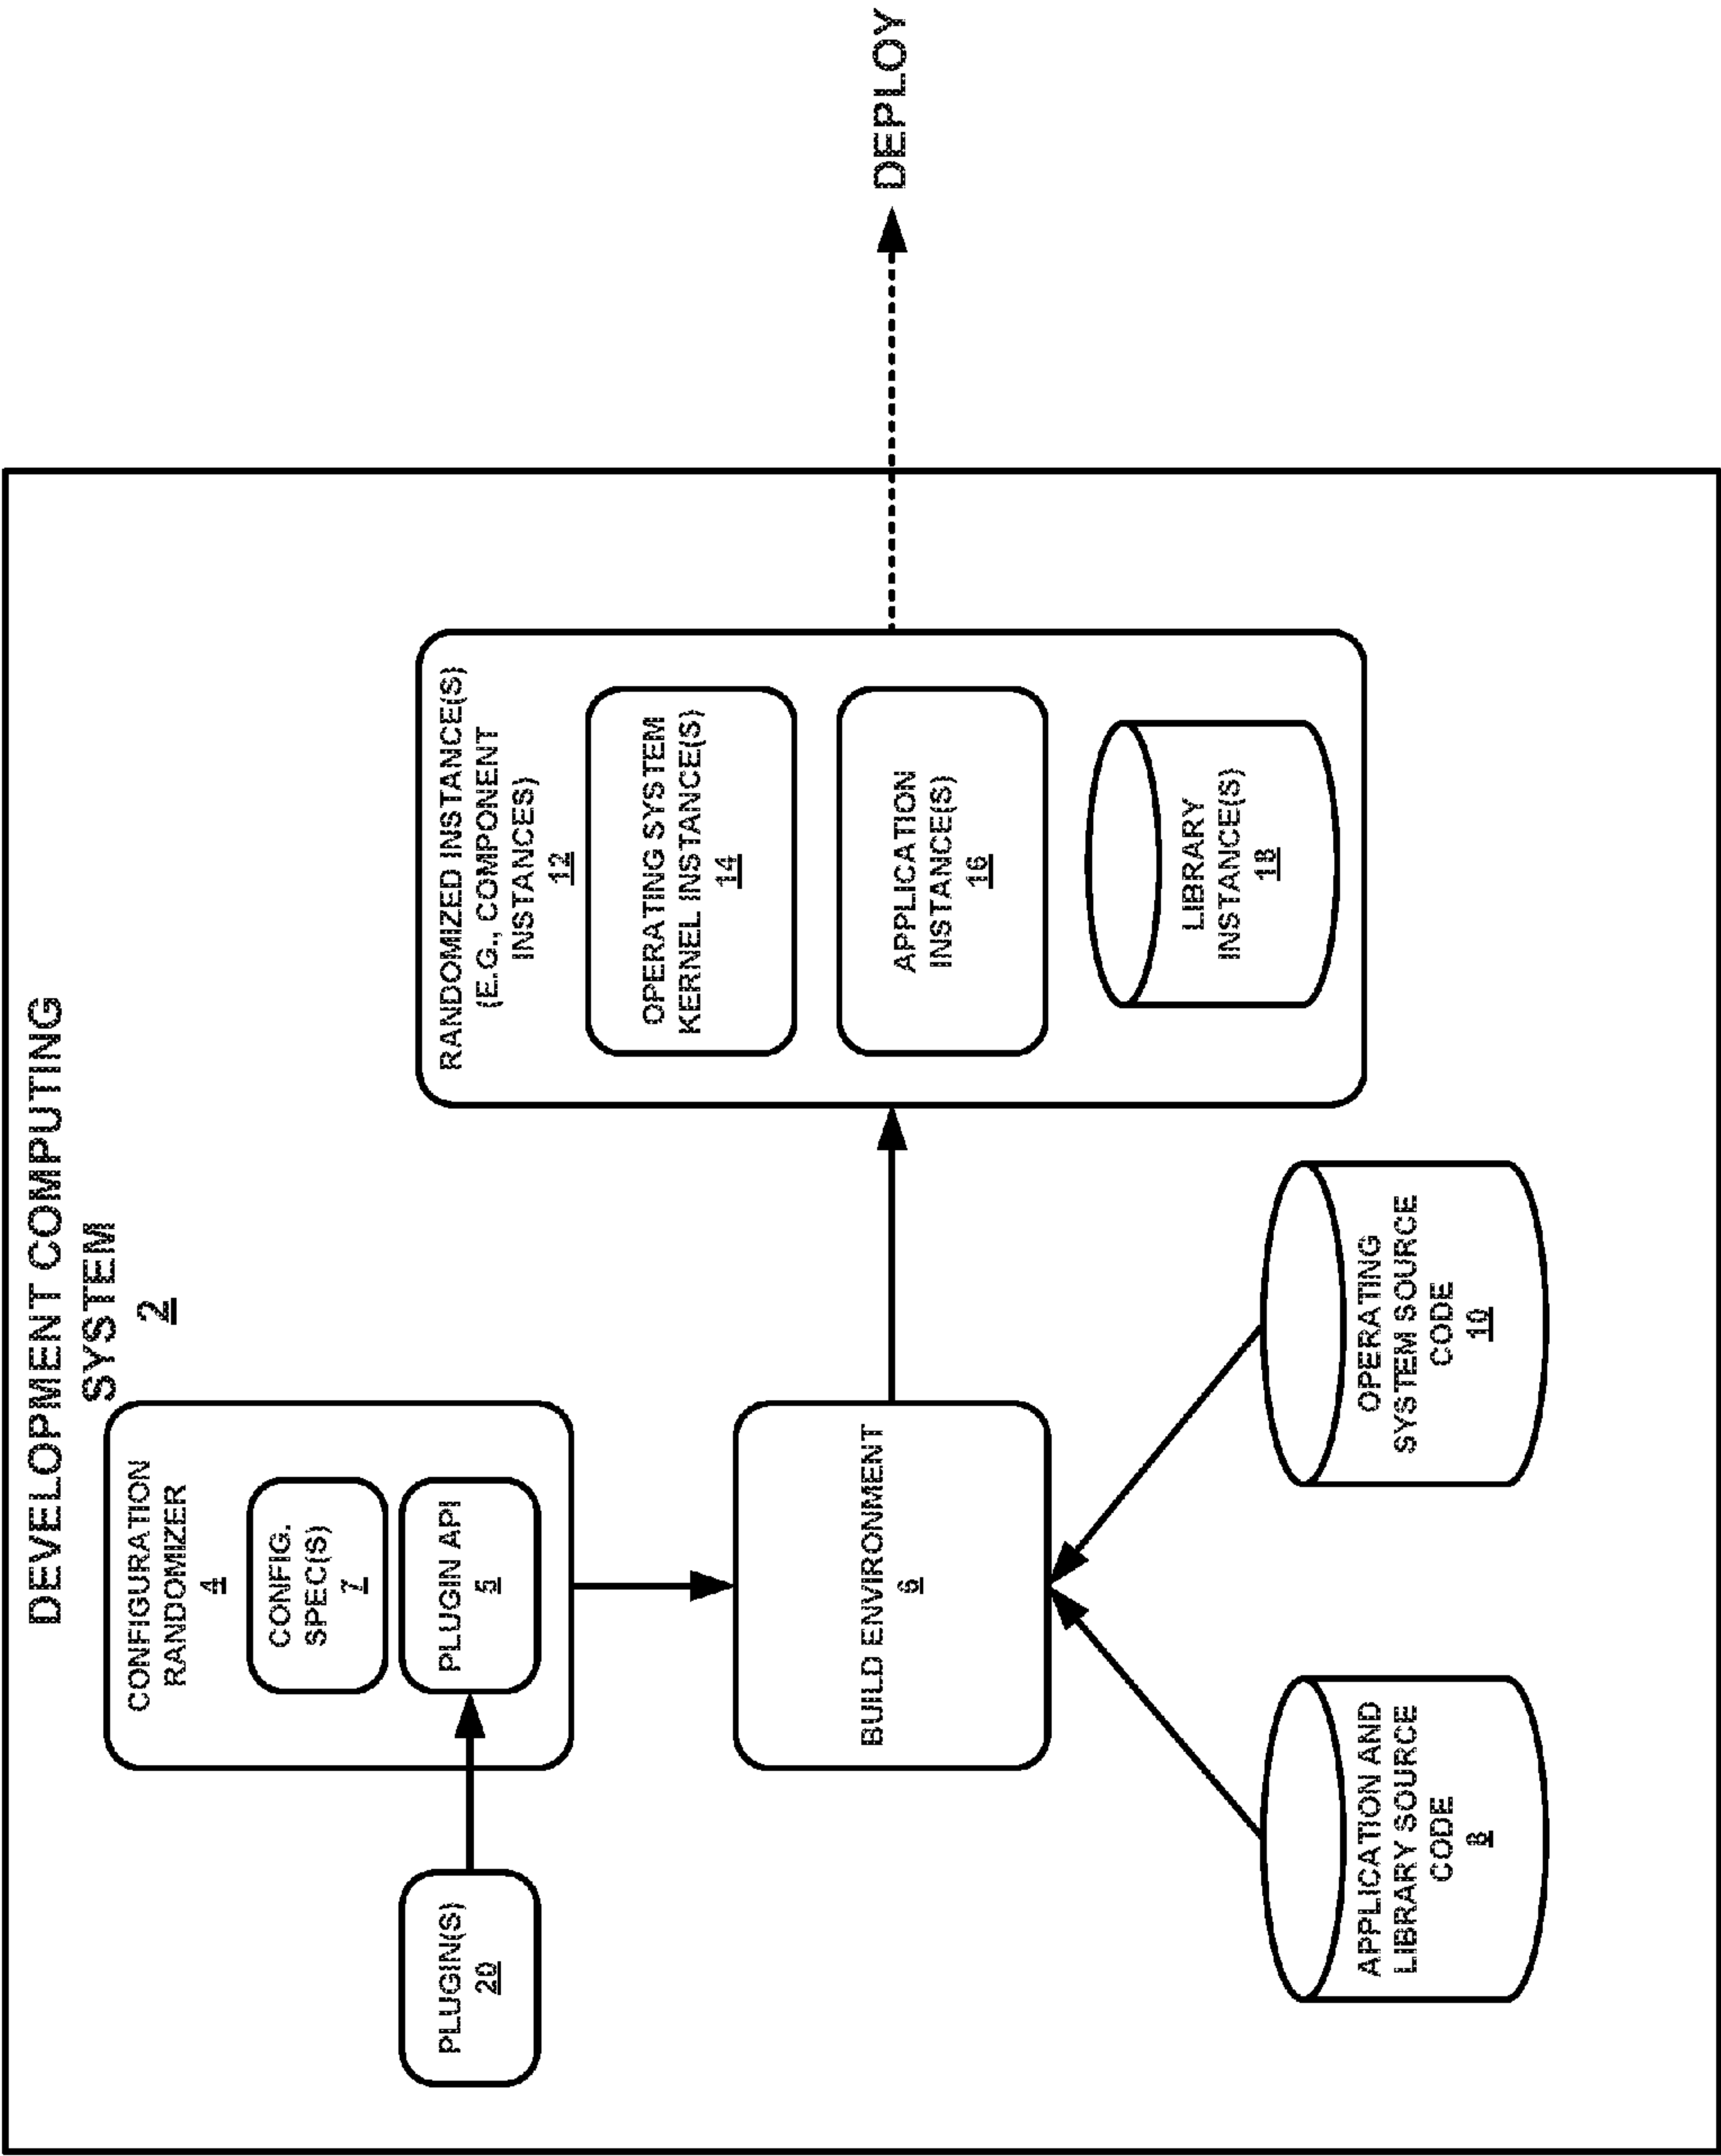 DEVELOPMENT COMPUTING
SYSTEM
2
CONFIGURATION
RANDOMIZER
4
CONFIG.
SPEC(S)
7
PLUGIN API
5
PLUGIN(S)
20
BUILD ENVIRONMENT
6
APPLICATION AND
LIBRARY SOURCE
CODE
8
OPERATING
SYSTEM SOURCE
CODE
10
RANDOMIZED INSTANCE(S)
(E.G., COMPONENT
INSTANCES)
12
OPERATING SYSTEM
KERNEL INSTANCE(S)
14
APPLICATION
INSTANCE(S)
16
LIBRARY
INSTANCE(S)
18
DEPLOY